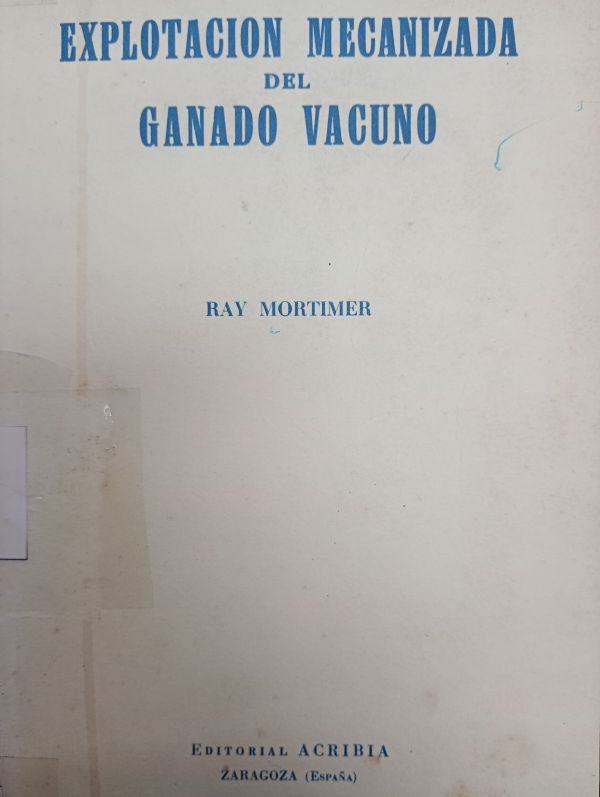 EXPLOTACION MECANIZADA
DEL
GANADO VACUNO
RAY MORTIMER
EDITORIAL ACRIBIA
ZARAGOZA (ESPAÑA)